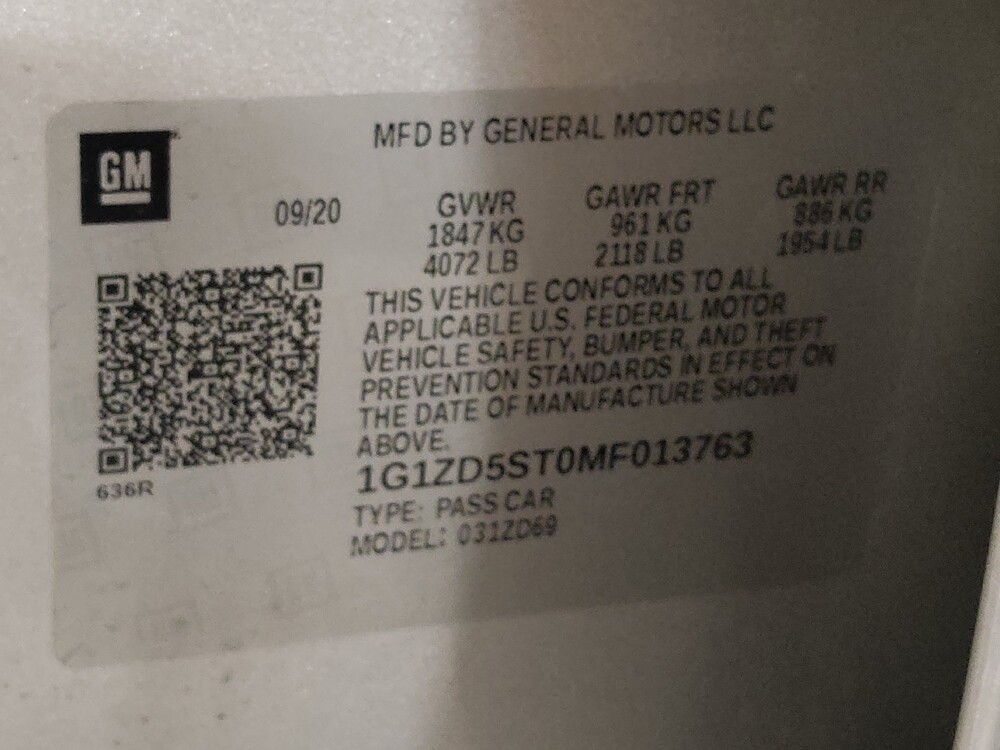 MFD BY GENERAL MOTORS LLC
GM
09/20
GVWR GAWR FRT GAWR RR
1847 KG 961 KG 886 KG
4072 LB 2118 LB 1954 LB
THIS VEHICLE CONFORMS TO ALL
APPLICABLE U.S. FEDERAL MOTOR
VEHICLE SAFETY, BUMPER, AND THEFT
PREVENTION STANDARDS IN EFFECT ON
THE DATE OF MANUFACTURE SHOWN
ABOVE.
1G1ZD5ST0MF013763
636R
TYPE: PASS CAR
MODEL: 031ZD69